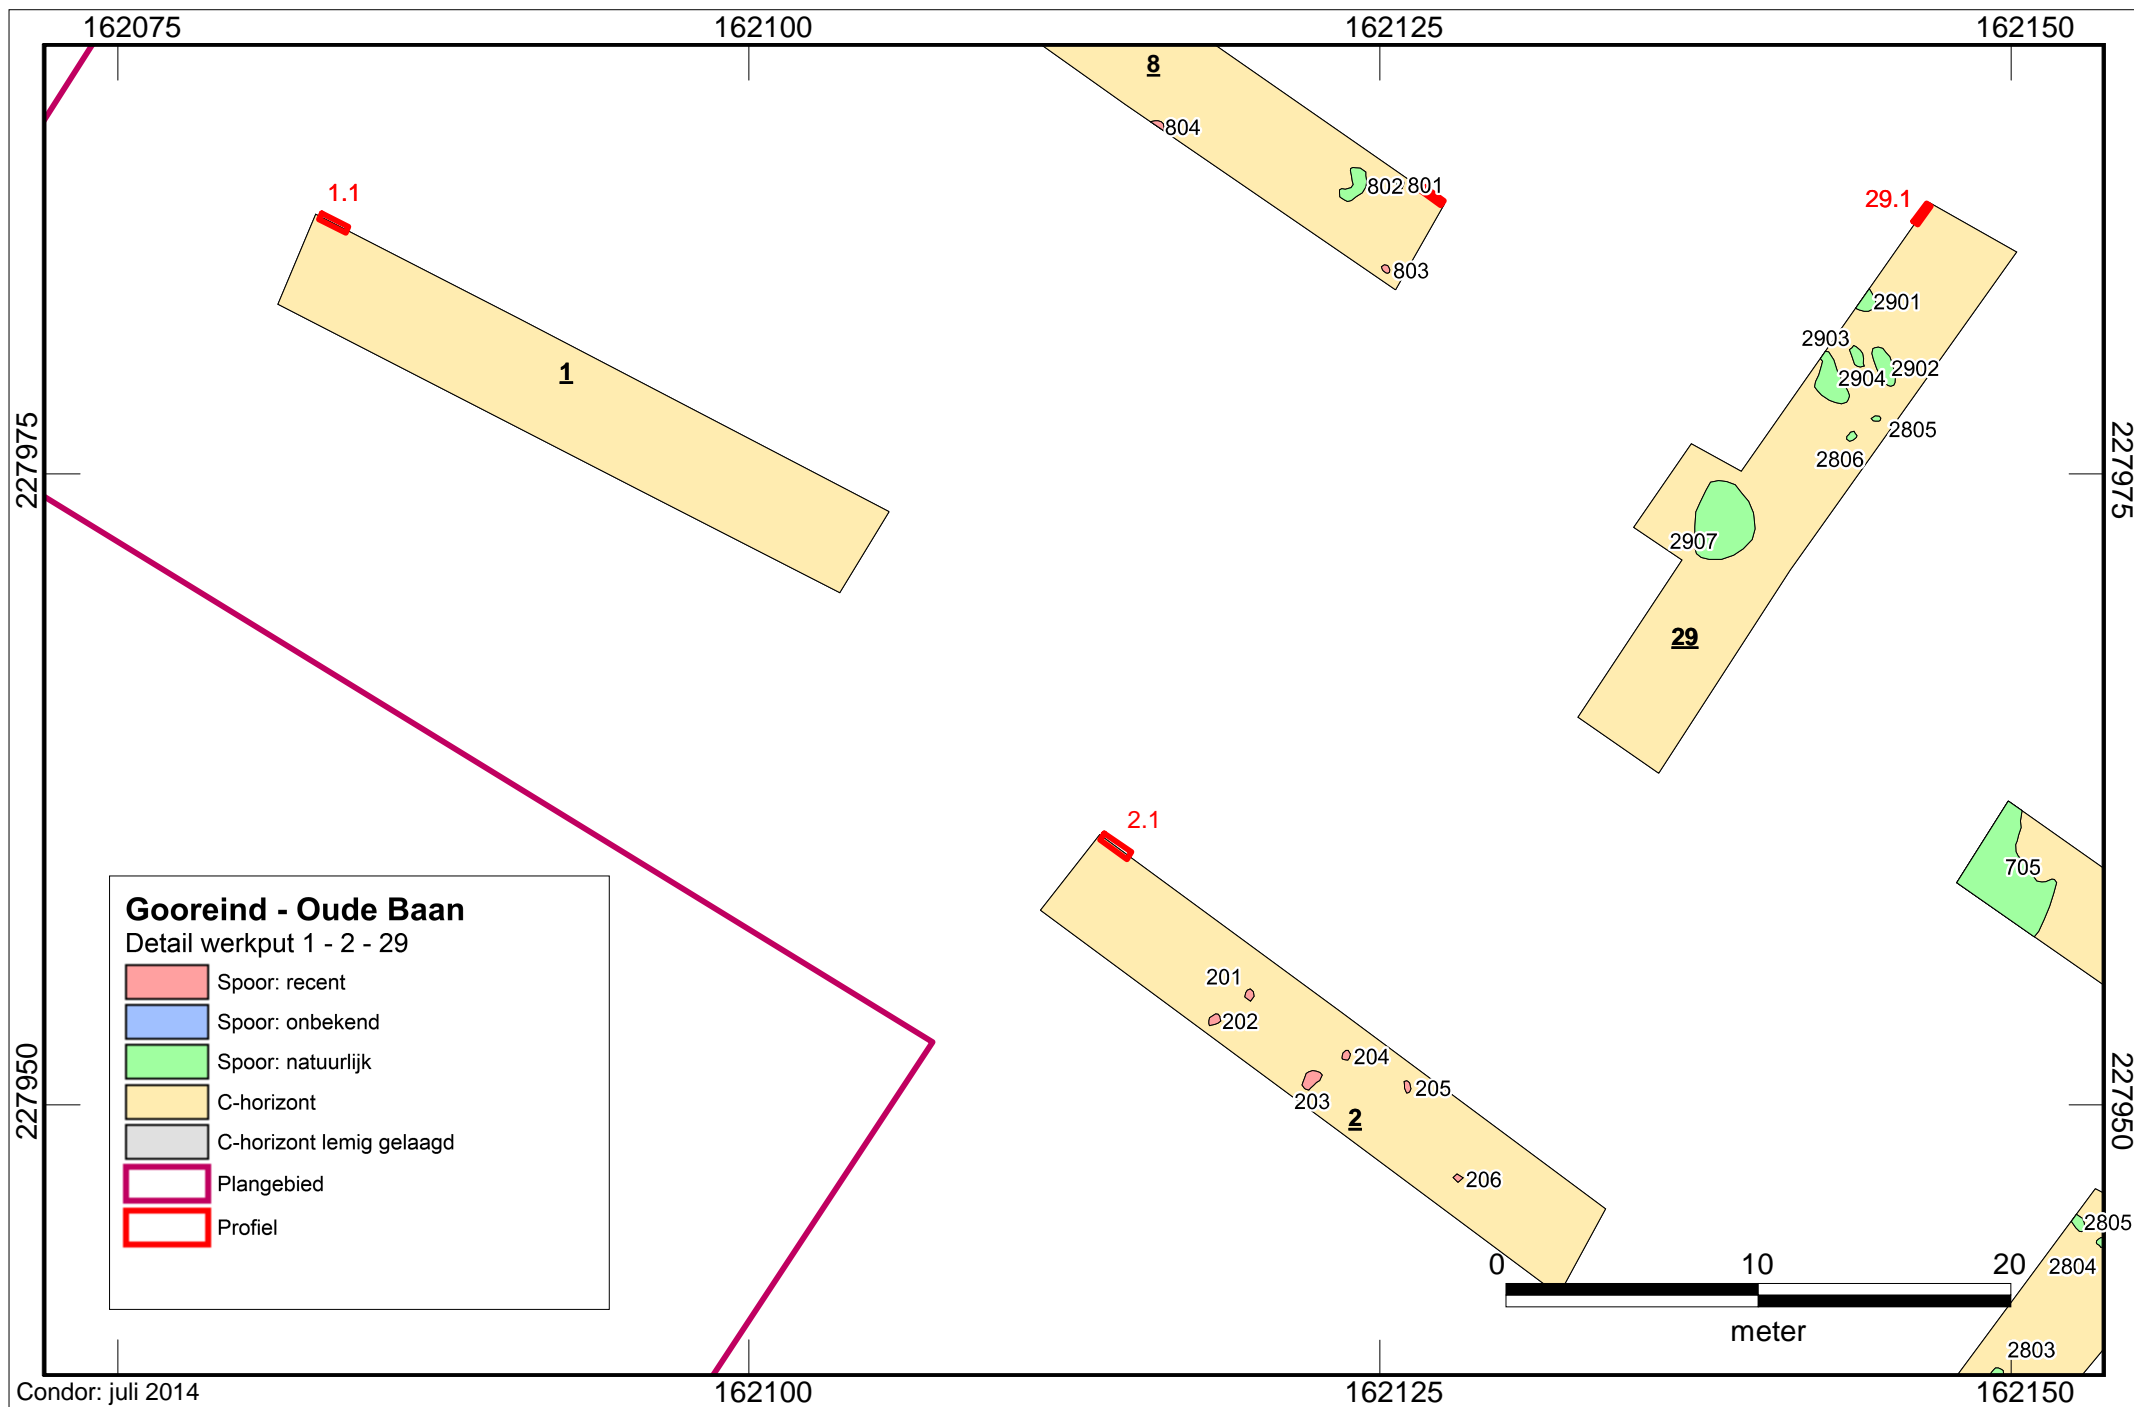 162075 162100 162125 162150
8
804
802 801
1.1
29.1
803
2901
2903
2902
2904
1
2805
2806
227975
227975
2907
29
2.1
705
Gooreind - Oude Baan
Detail werkput 1 - 2 - 29
Spoor: recent
Spoor: onbekend
Spoor: natuurlijk
C-horizont
C-horizont lemig gelaagd
Plangebied
Profiel
201
202
204
205
203
2
206
227950
227950
2805
2804
0 10 20
meter
2803
Condor: juli 2014
162100 162125 162150